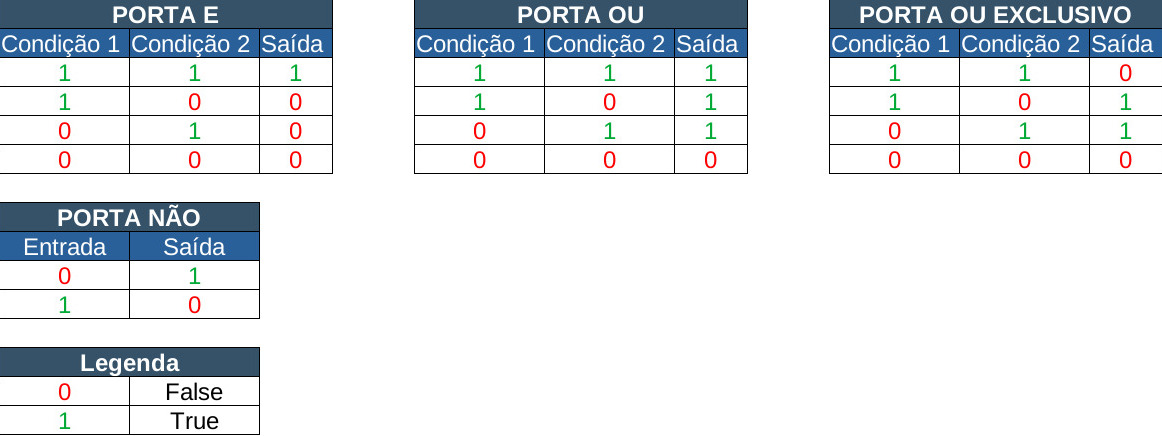 PORTA E PORTA OU PORTA OU EXCLUSIVO
Condição 1 Condição 2 Saída Condição 1 Condição 2 Saída Condição 1 Condição 2 Saída
1 1 1 1 1 1 1 1 0
1 0 0 1 0 1 1 0 1
0 1 0 0 1 1 0 1 1
0 0 0 0 0 0 0 0 0
PORTA NÃO
Entrada Saída
0 1
1 0
Legenda
0 False
1 True